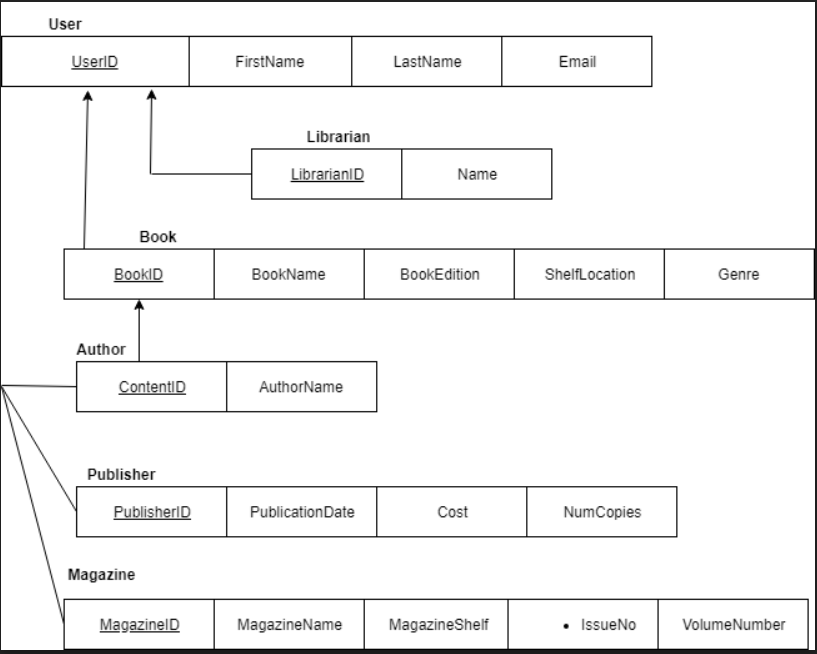 User
UserID FirstName LastName Email
Librarian
LibrarianID Name
Book
BookID BookName BookEdition ShelfLocation Genre
Author
ContentID AuthorName
Publisher
PublisherID PublicationDate Cost NumCopies
Magazine
MagazineID MagazineName MagazineShelf • IssueNo VolumeNumber